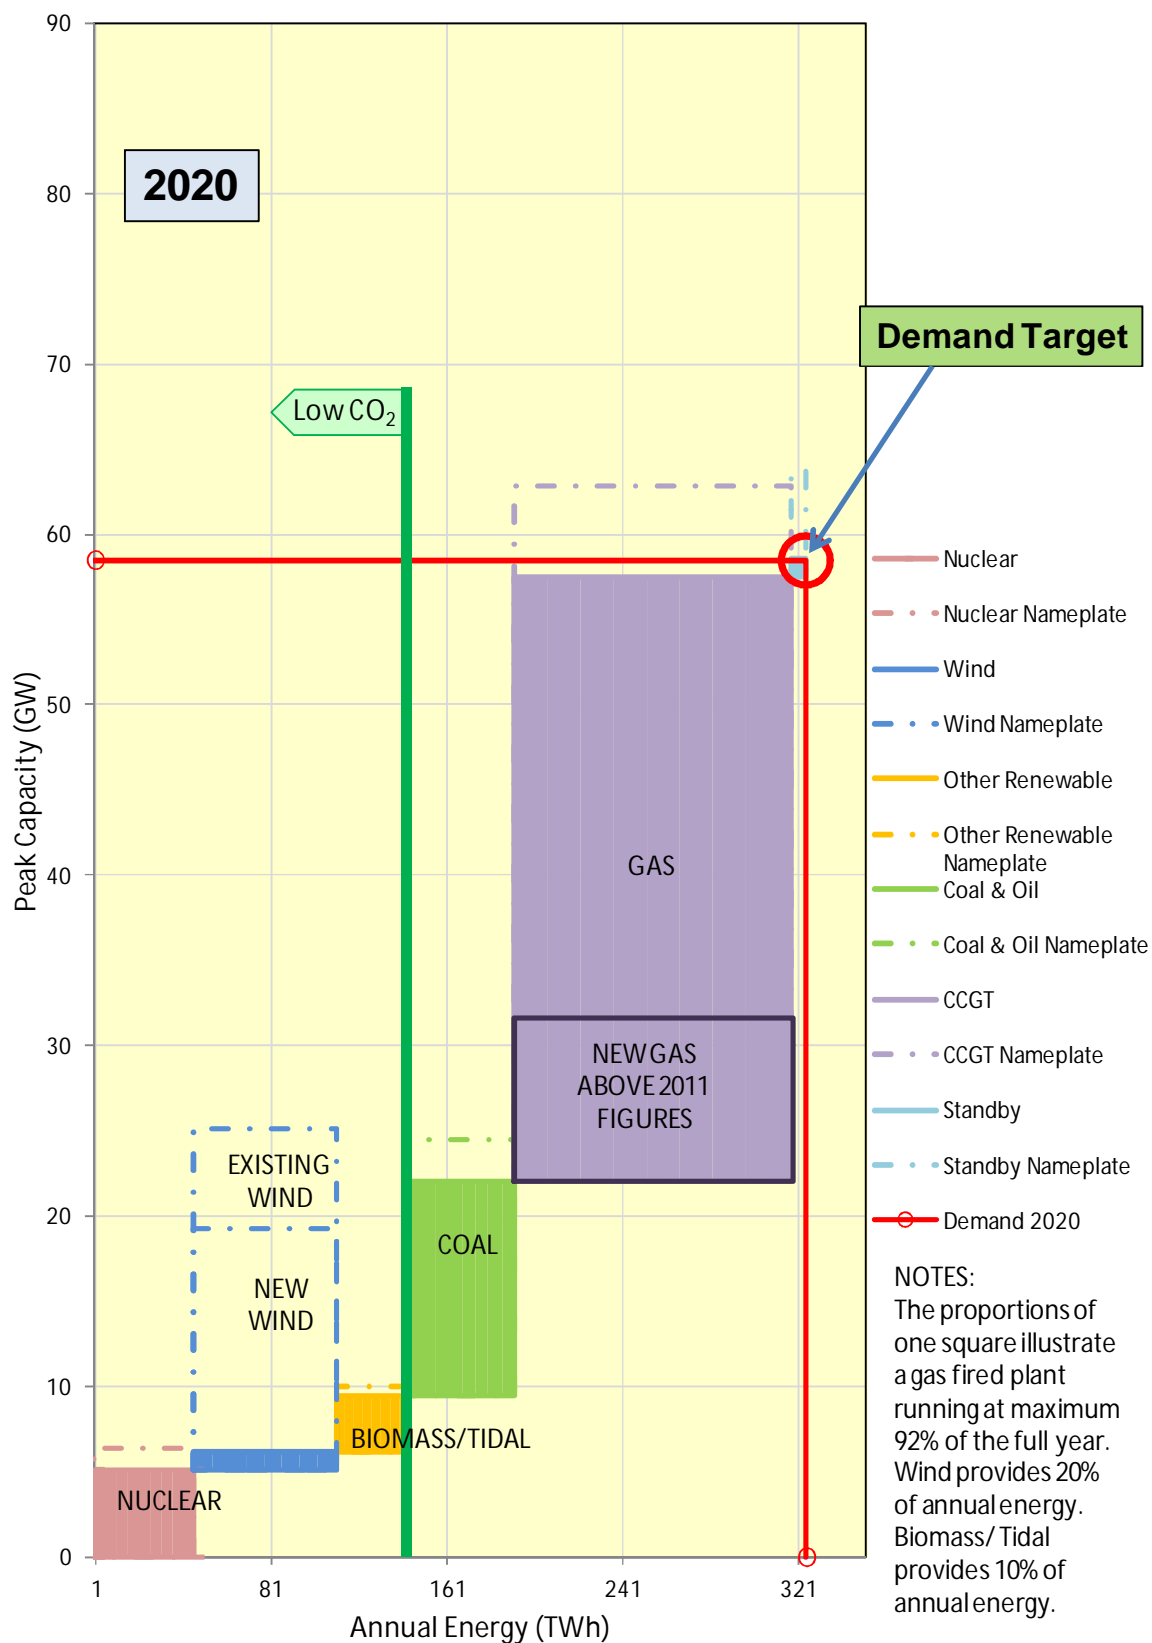 90
80
70
60
50
40
30
20
10
0
Peak Capacity (GW)
2020
Demand Target
Low CO₂
GAS
NEW GAS
ABOVE 2011
FIGURES
EXISTING
WIND
NEW
WIND
COAL
BIOMASS/TIDAL
NUCLEAR
1
81
161
241
321
Annual Energy (TWh)
Nuclear
Nuclear Nameplate
Wind
Wind Nameplate
Other Renewable
Other Renewable
Nameplate
Coal & Oil
Coal & Oil Nameplate
CCGT
CCGT Nameplate
Standby
Standby Nameplate
Demand 2020
NOTES:
The proportions of
one square illustrate
a gas fired plant
running at maximum
92% of the full year.
Wind provides 20%
of annual energy.
Biomass/ Tidal
provides 10% of
annual energy.